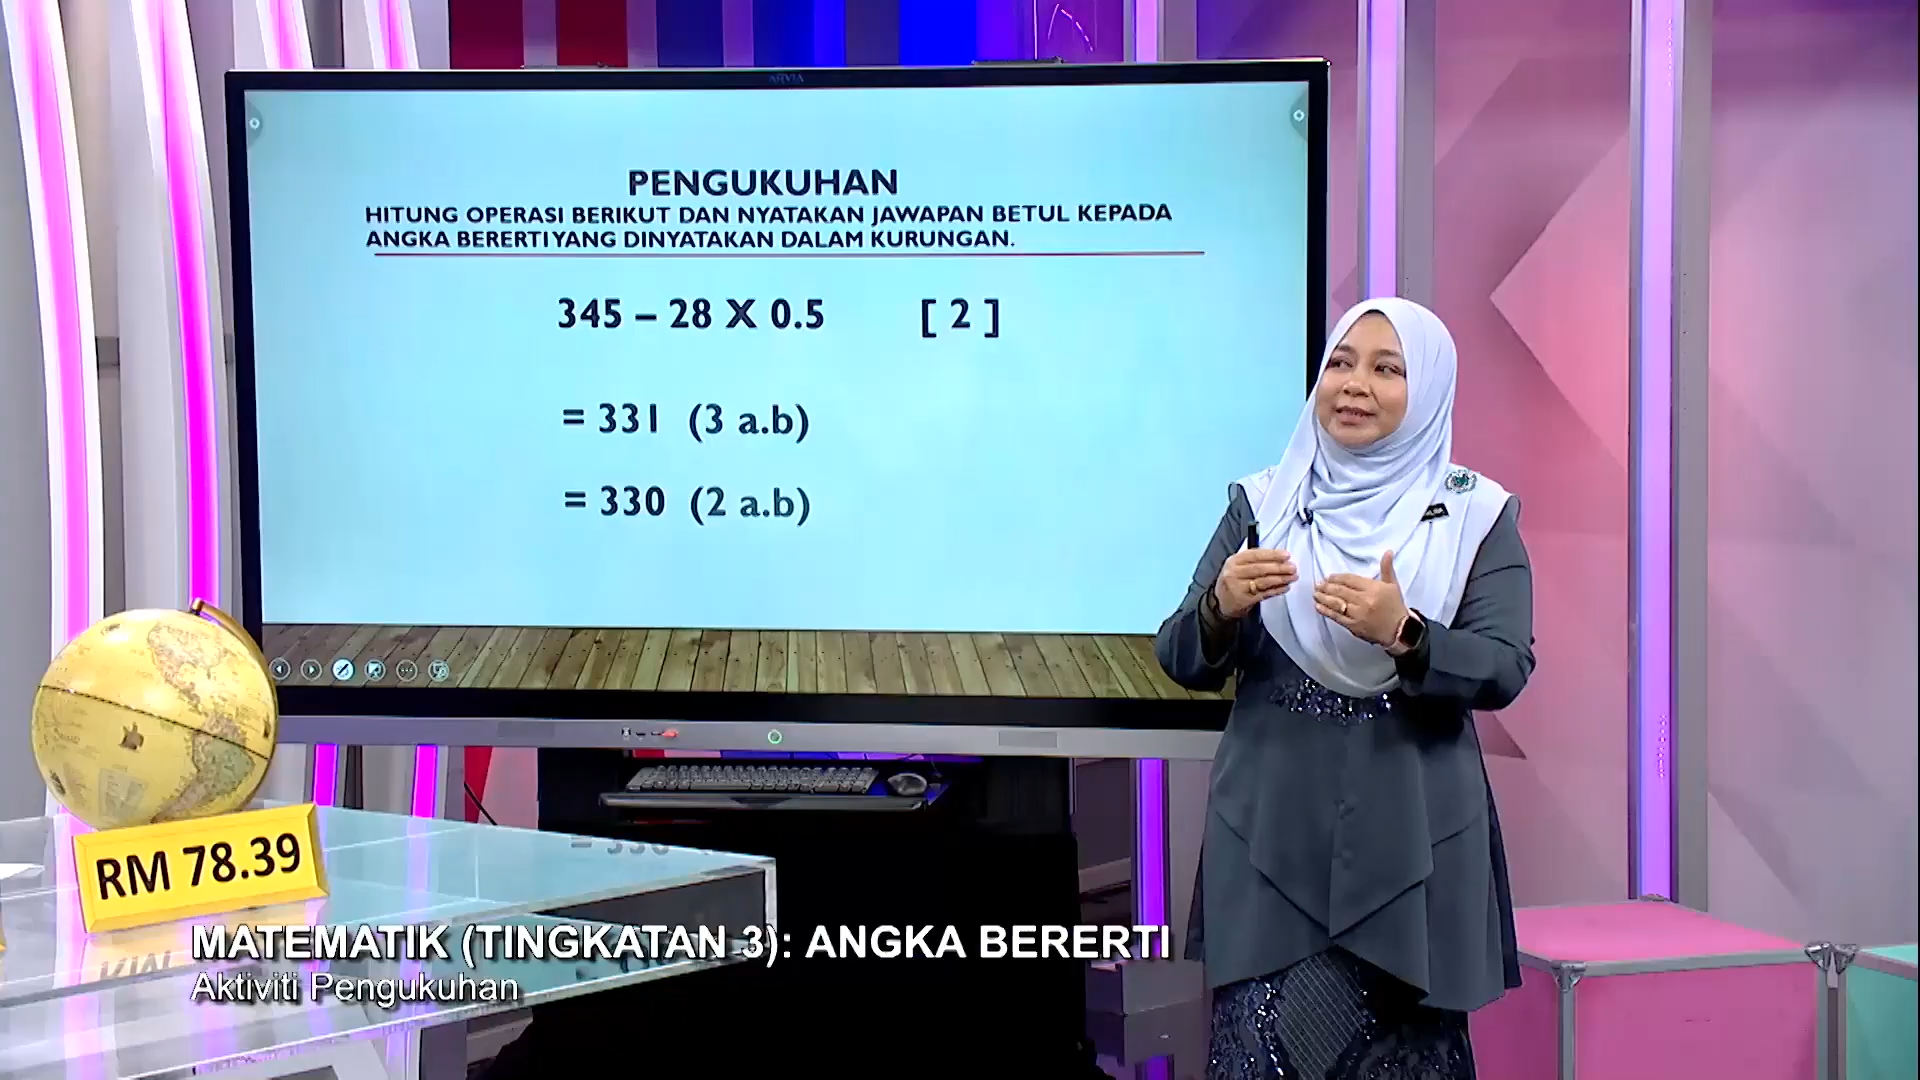 ARVIA
PENGUKUHAN
HITUNG OPERASI BERIKUT DAN NYATAKAN JAWAPAN BETUL KEPADA
ANGKA BERERTI YANG DINYATAKAN DALAM KURUNGAN.
345 – 28 X 0.5 [ 2 ]
= 331 (3 a.b)
= 330 (2 a.b)
RM 78.39
MATEMATIK (TINGKATAN 3): ANGKA BERERTI
Aktiviti Pengukuhan